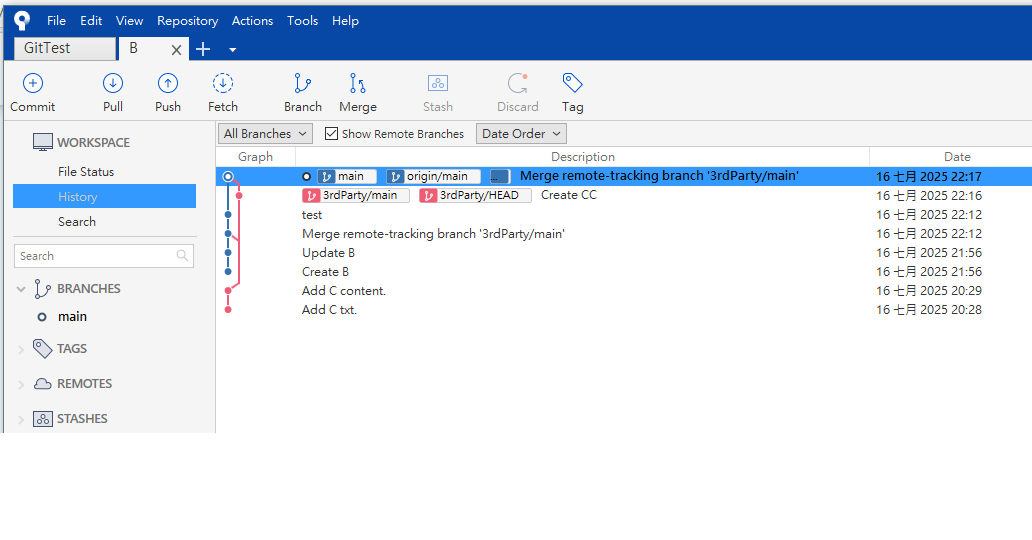 File Edit View Repository Actions Tools Help
GitTest B
Commit Pull Push Fetch Branch Merge Stash Discard Tag
WORKSPACE
File Status
History
Search
Search
BRANCHES
main
TAGS
REMOTES
STASHES
All Branches Show Remote Branches Date Order
Graph Description Date
main origin/main ... Merge remote-tracking branch '3rdParty/main' 16 七月 2025 22:17
3rdParty/main 3rdParty/HEAD Create CC 16 七月 2025 22:16
test 16 七月 2025 22:12
Merge remote-tracking branch '3rdParty/main' 16 七月 2025 22:12
Update B 16 七月 2025 21:56
Create B 16 七月 2025 21:56
Add C content. 16 七月 2025 20:29
Add C txt. 16 七月 2025 20:28